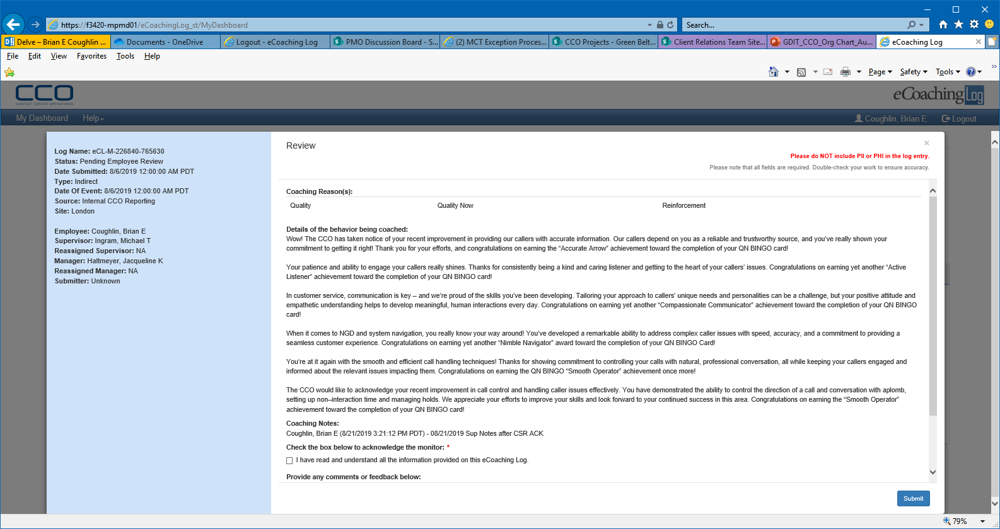 https://f3420-mpmd01/eCoachingLog_st/MyDashboard
Search...
Delve – Brian E Coughlin ...
Documents - OneDrive
Logout - eCoaching Log
PMO Discussion Board - S...
(2) MCT Exception Proces...
CCO Projects - Green Belt...
Client Relations Team Site...
GDIT_CCO_Org Chart_Au...
eCoaching Log
File Edit View Favorites Tools Help
Page Safety Tools
CCO
CONTACT CENTER OPERATIONS
eCoachingLog
My Dashboard Help
Coughlin, Brian E Logout
Log Name: eCL-M-226840-765630
Status: Pending Employee Review
Date Submitted: 8/6/2019 12:00:00 AM PDT
Type: Indirect
Date Of Event: 8/6/2019 12:00:00 AM PDT
Source: Internal CCO Reporting
Site: London
Employee: Coughlin, Brian E
Supervisor: Ingram, Michael T
Reassigned Supervisor: NA
Manager: Haltmeyer, Jacqueline K
Reassigned Manager: NA
Submitter: Unknown
Review
Please do NOT include PII or PHI in the log entry.
Please note that all fields are required. Double-check your work to ensure accuracy.
Coaching Reason(s):
Quality Quality Now Reinforcement
Details of the behavior being coached:
Wow! The CCO has taken notice of your recent improvement in providing our callers with accurate information. Our callers depend on you as a reliable and trustworthy source, and you’ve really shown your
commitment to getting it right! Thank you for your efforts, and congratulations on earning the “Accurate Arrow” achievement toward the completion of your QN BINGO card!
Your patience and ability to engage your callers really shines. Thanks for consistently being a kind and caring listener and getting to the heart of your callers’ issues. Congratulations on earning yet another “Active
Listener” achievement toward the completion of your QN BINGO card!
In customer service, communication is key – and we’re proud of the skills you’ve been developing. Tailoring your approach to callers’ unique needs and personalities can be a challenge, but your positive attitude and
empathetic understanding helps to develop meaningful, human interactions every day. Congratulations on earning yet another “Compassionate Communicator” achievement toward the completion of your QN BINGO
card!
When it comes to NGD and system navigation, you really know your way around! You’ve developed a remarkable ability to address complex caller issues with speed, accuracy, and a commitment to providing a
seamless customer experience. Congratulations on earning yet another “Nimble Navigator” award toward the completion of your QN BINGO Card!
You’re at it again with the smooth and efficient call handling techniques! Thanks for showing commitment to controlling your calls with natural, professional conversation, all while keeping your callers engaged and
informed about the relevant issues impacting them. Congratulations on earning the QN BINGO “Smooth Operator” achievement once more!
The CCO would like to acknowledge your recent improvement in call control and handling caller issues effectively. You have demonstrated the ability to control the direction of a call and conversation with aplomb,
setting up non–interaction time and managing holds. We appreciate your efforts to improve your skills and look forward to your continued success in this area. Congratulations on earning the “Smooth Operator”
achievement toward the completion of your QN BINGO card!
Coaching Notes:
Coughlin, Brian E (8/21/2019 3:21:12 PM PDT) - 08/21/2019 Sup Notes after CSR ACK
Check the box below to acknowledge the monitor: *
I have read and understand all the information provided on this eCoaching Log.
Provide any comments or feedback below:
Submit
79%